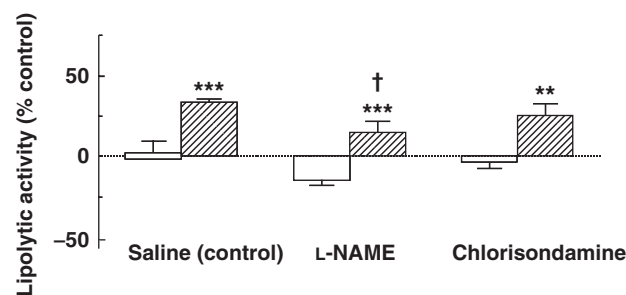 Lipolytic activity (% control)
50
0
−50
***
†
***
**
Saline (control)
L-NAME
Chlorisondamine